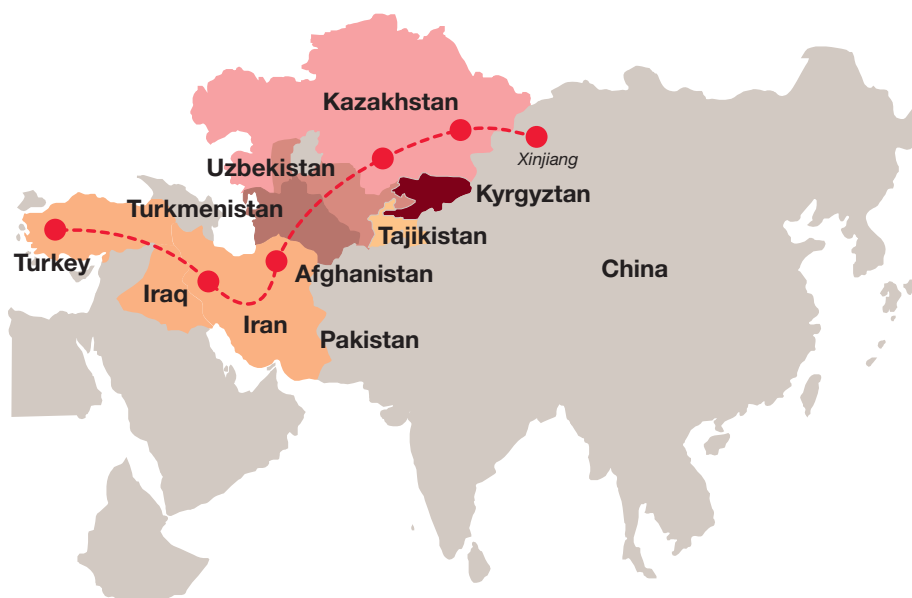 Kazakhstan
Xinjiang
Uzbekistan
Kyrgyztan
Turkmenistan
Tajikistan
Turkey
Afghanistan
China
Iraq
Iran
Pakistan